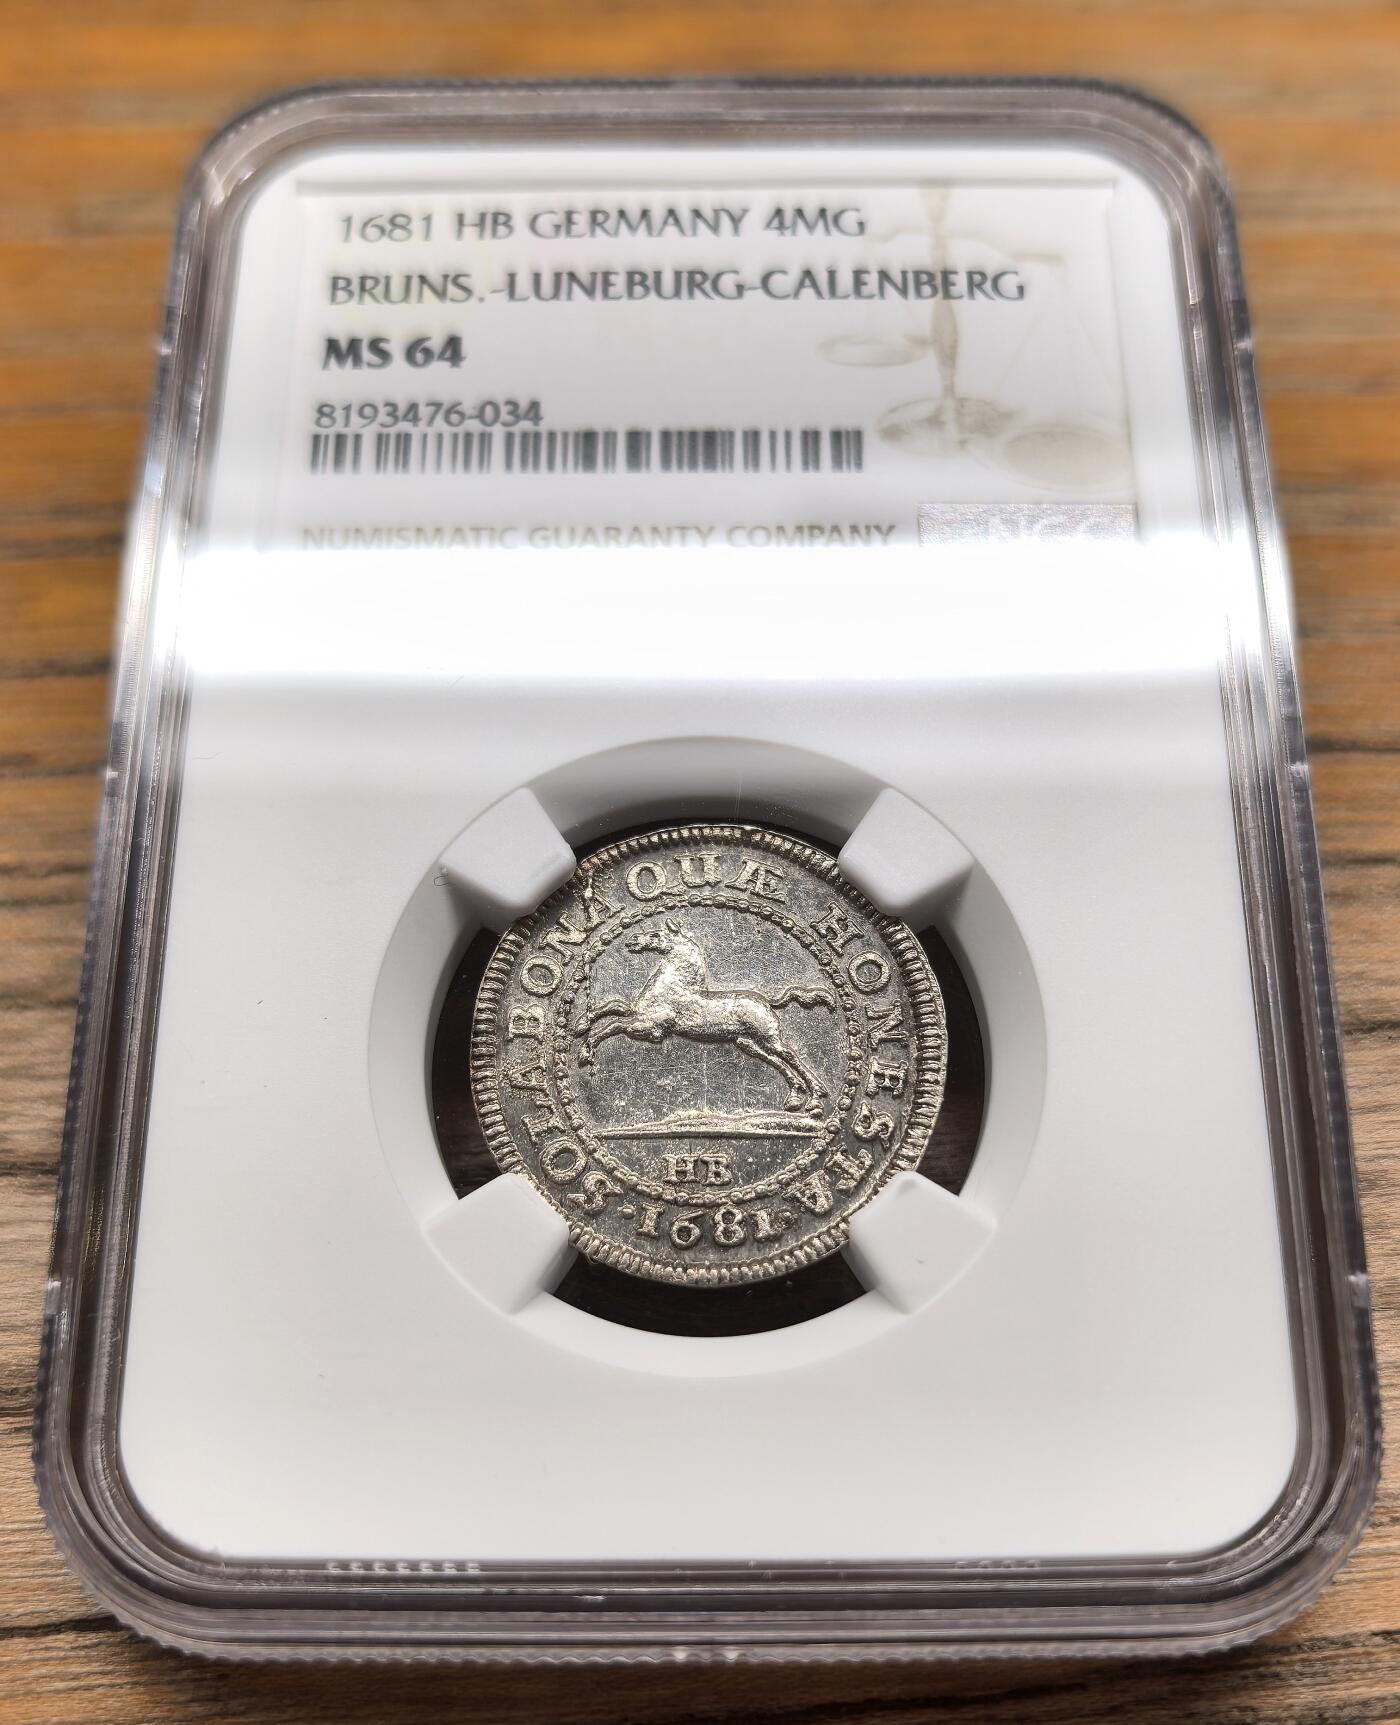 1681 HB GERMANY 4MG
BRUNS.-LUNEBURG-CALENBERG
MS 64
8193476-034
NUMISMATIC GUARANTY COMPANY
NGC
SOLA BONA QUÆ HONESTA
HB
·1681·